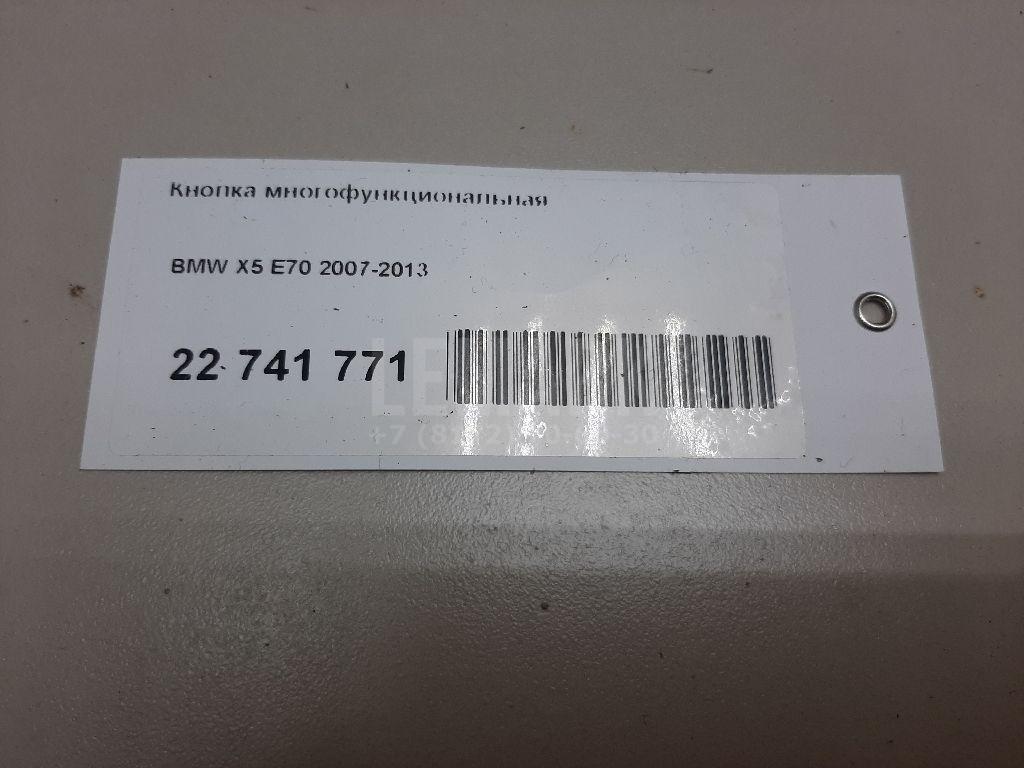 Кнопка многофункциональная
BMW X5 E70 2007-2013
22 741 771